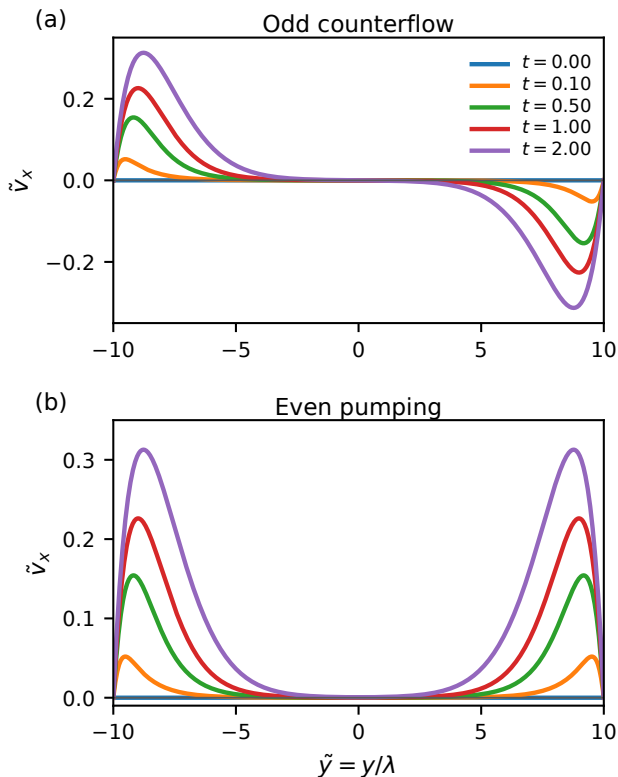 (a)
Odd counterflow
t = 0.00
t = 0.10
t = 0.50
t = 1.00
t = 2.00
0.2
0.0
−0.2
ṽₓ
−10
−5
0
5
10
(b)
Even pumping
0.3
0.2
0.1
0.0
ṽₓ
−10
−5
0
5
10
ỹ = y/λ